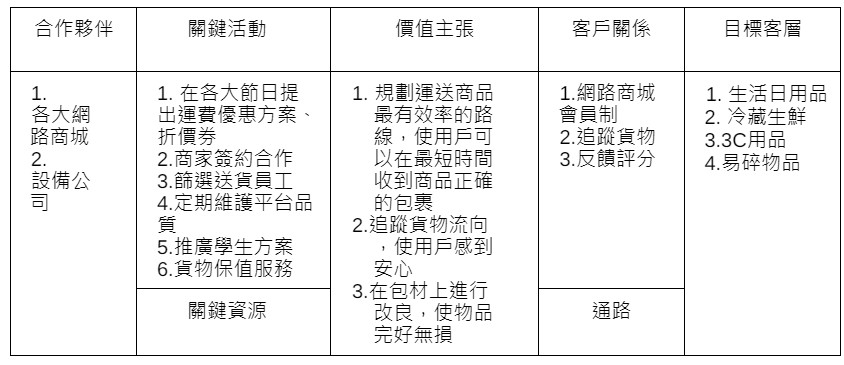 合作夥伴
關鍵活動
價值主張
客戶關係
目標客層
1.
各大網
路商城
2.
設備公
司
1. 在各大節日提
出運費優惠方案、
折價券
2.商家簽約合作
3.篩選送貨員工
4.定期維護平台品
質
5.推廣學生方案
6.貨物保值服務
1. 規劃運送商品
最有效率的路
線，使用戶可
以在最短時間
收到商品正確
的包裹
2.追蹤貨物流向
，使用戶感到
安心
3.在包材上進行
改良，使物品
完好無損
1.網路商城
會員制
2.追蹤貨物
3.反饋評分
1. 生活日用品
2. 冷藏生鮮
3.3C用品
4.易碎物品
關鍵資源
通路